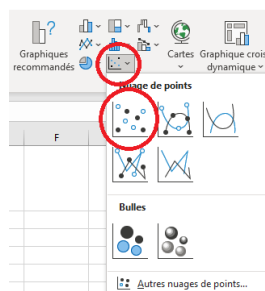 Graphiques
recommandés
Cartes
Graphique crois
dynamique
F
Nuage de points
Bulles
Autres nuages de points...